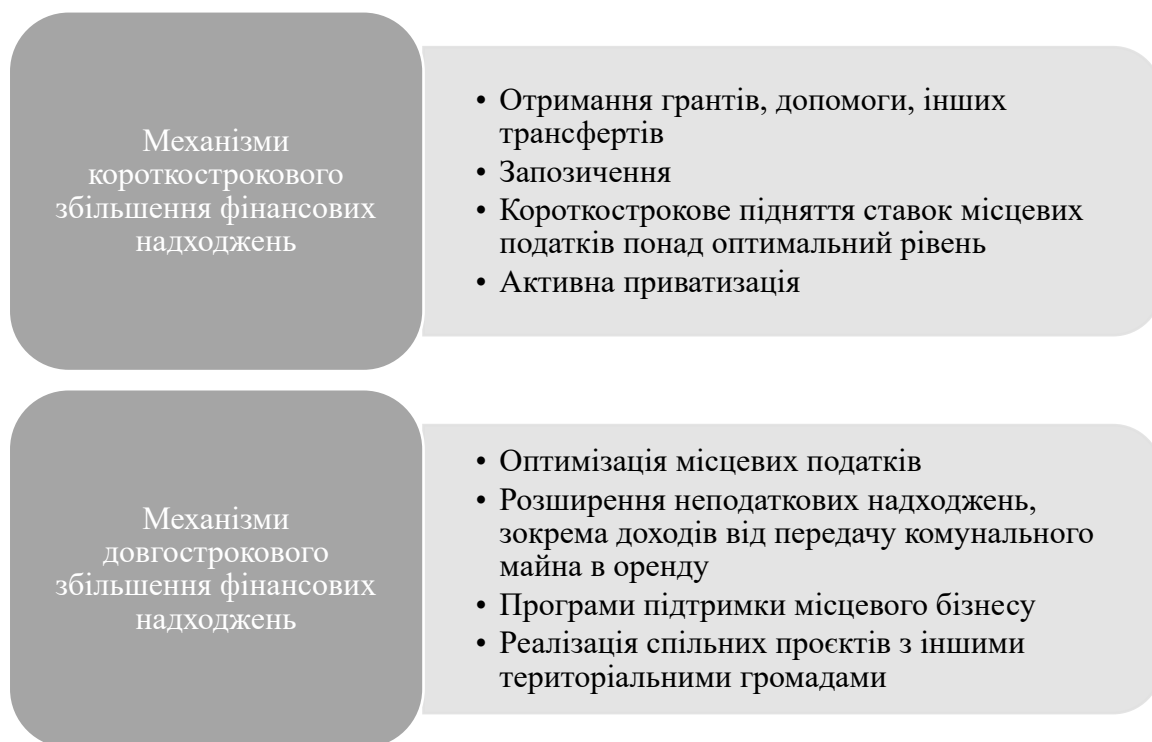 Механізми
короткострокового
збільшення фінансових
надходжень
• Отримання грантів, допомоги, інших
трансфертів
• Запозичення
• Короткострокове підняття ставок місцевих
податків понад оптимальний рівень
• Активна приватизація
Механізми
довгострокового
збільшення фінансових
надходжень
• Оптимізація місцевих податків
• Розширення неподаткових надходжень,
зокрема доходів від передачу комунального
майна в оренду
• Програми підтримки місцевого бізнесу
• Реалізація спільних проєктів з іншими
територіальними громадами